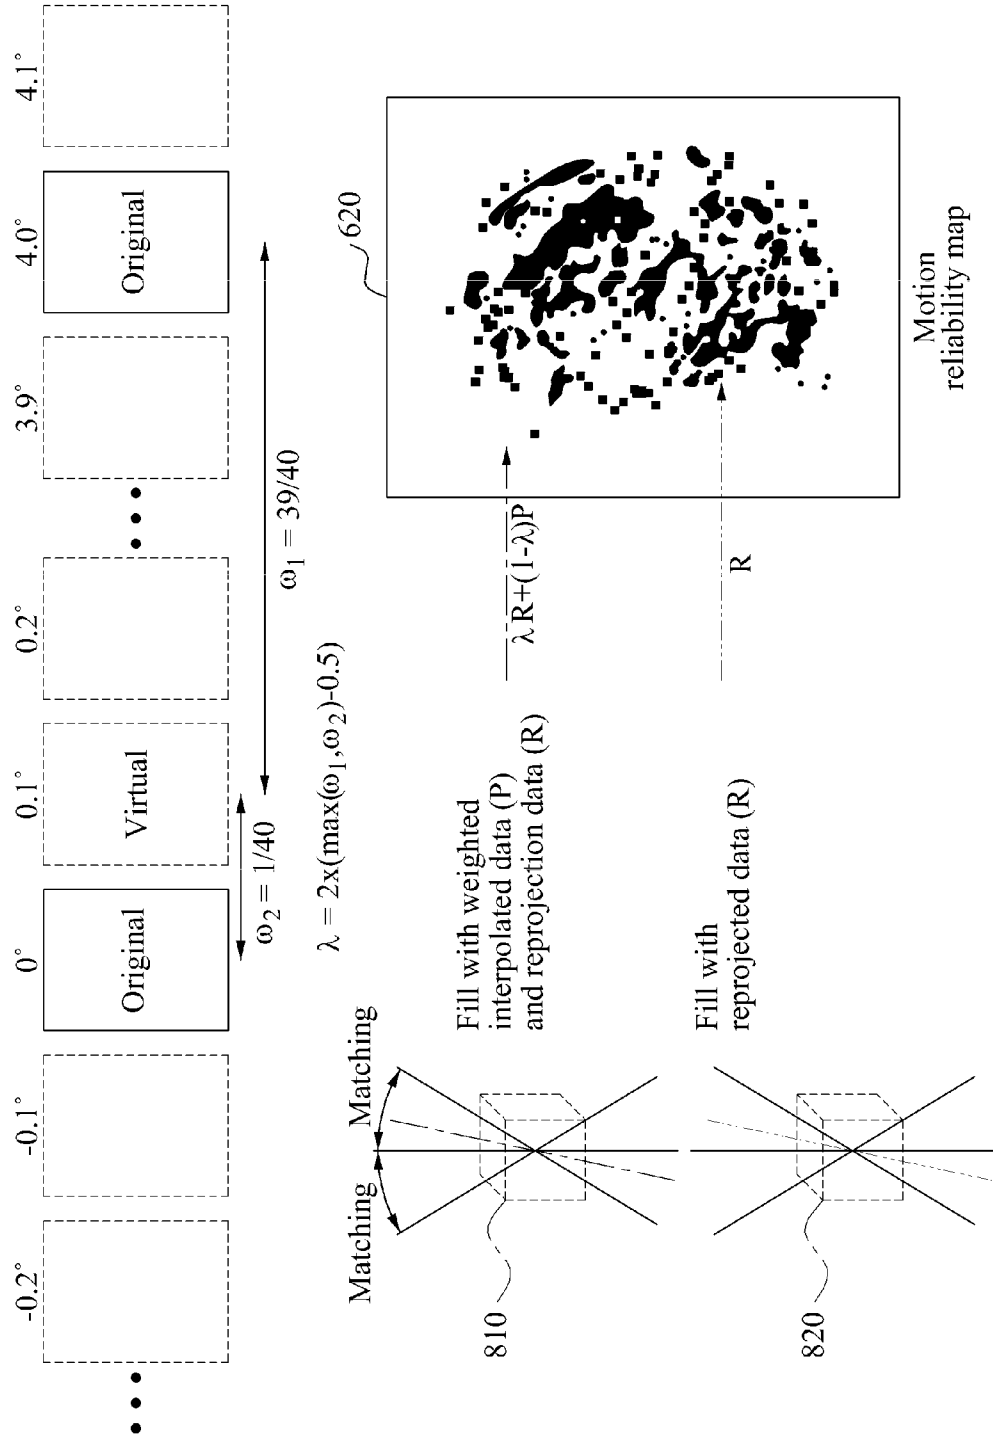 -0.2°
-0.1°
0°
0.1°
0.2°
3.9°
4.0°
4.1°
Original
Virtual
Original
ω2 = 1/40
ω1 = 39/40
λ = 2x(max(ω1,ω2)-0.5)
Matching
Matching
810
Fill with weighted
interpolated data (P)
and reprojection data (R)
λR+(1-λ)P
620
820
Fill with
reprojected data (R)
R
Motion
reliability map